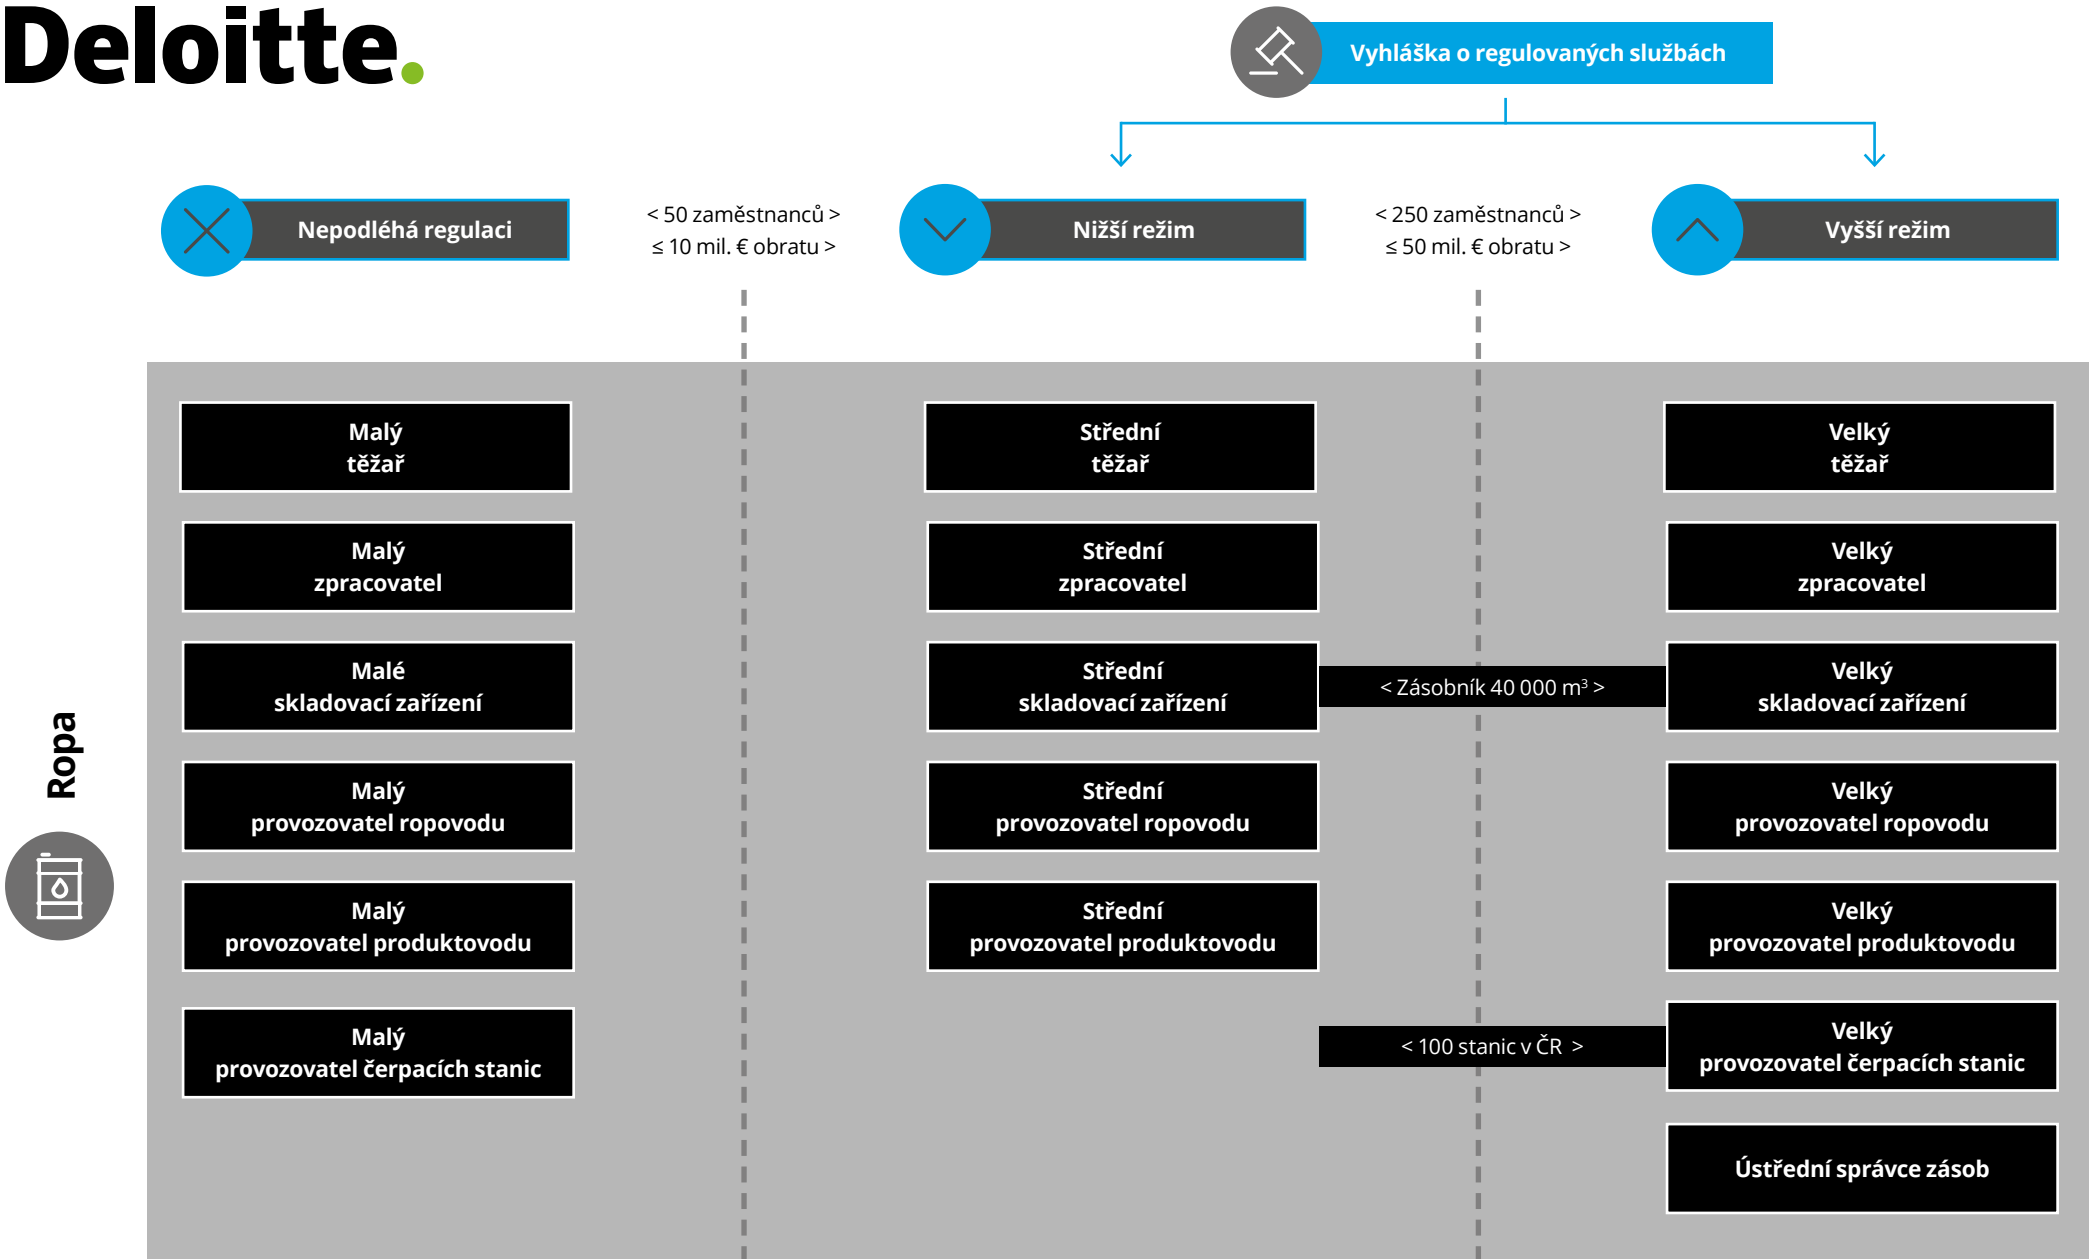 Deloitte.
Vyhláška o regulovaných službách
Nepodléhá regulaci
< 50 zaměstnanců >
≤ 10 mil. € obratu >
Nižší režim
< 250 zaměstnanců >
≤ 50 mil. € obratu >
Vyšší režim
Ropa
Malý
těžař
Střední
těžař
Velký
těžař
Malý
zpracovatel
Střední
zpracovatel
Velký
zpracovatel
Malé
skladovací zařízení
Střední
skladovací zařízení
< Zásobník 40 000 m³ >
Velký
skladovací zařízení
Malý
provozovatel ropovodu
Střední
provozovatel ropovodu
Velký
provozovatel ropovodu
Malý
provozovatel produktovodu
Střední
provozovatel produktovodu
Velký
provozovatel produktovodu
Malý
provozovatel čerpacích stanic
< 100 stanic v ČR >
Velký
provozovatel čerpacích stanic
Ústřední správce zásob